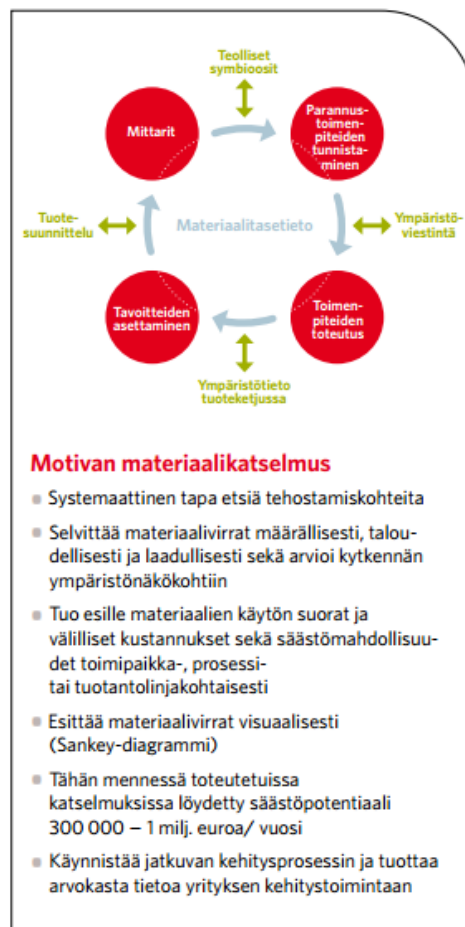 Teolliset
symbioosit
Mittarit
Parannus-
toimen-
piteiden
tunnista-
minen
Tuote-
suunnittelu
Materiaalitasetieto
Ympäristö-
viestintä
Tavoitteiden
asettaminen
Toimen-
piteiden
toteutus
Ympäristötieto
tuoteketjussa
Motivan materiaalikatselmus
Systemaattinen tapa etsiä tehostamiskohteita
Selvittää materiaalivirrat määrällisesti, talou-
dellisesti ja laadullisesti sekä arvioi kytkennän
ympäristönäkökohtiin
Tuo esille materiaalien käytön suorat ja
välilliset kustannukset sekä säästömahdollisuu-
det toimipaikka-, prosessi-
tai tuotantolinjakohtaisesti
Esittää materiaalivirrat visuaalisesti
(Sankey-diagrammi)
Tähän mennessä toteutetuissa
katselmuksissa löydetty säästöpotentiaali
300 000 – 1 milj. euroa/ vuosi
Käynnistää jatkuvan kehitysprosessin ja tuottaa
arvokasta tietoa yrityksen kehitystoimintaan